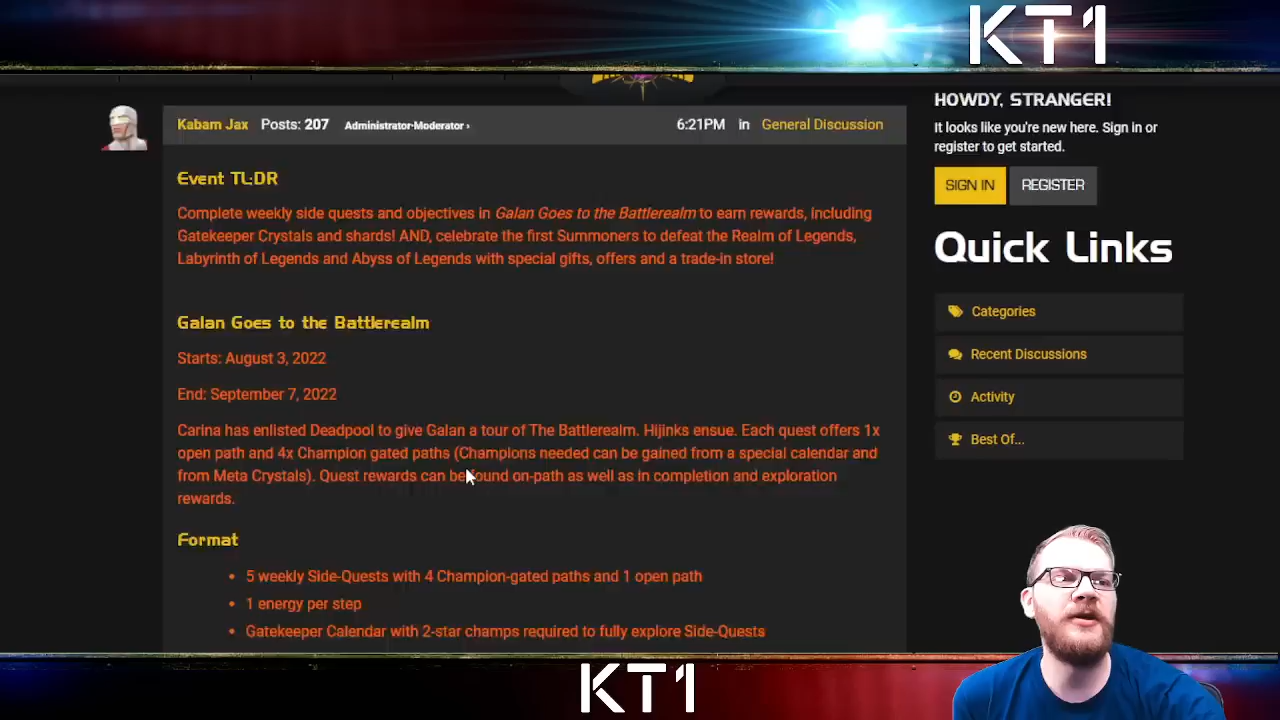 KT1
Kabam Jax Posts: 207 Administrator·Moderator › 6:21PM in General Discussion
Event TL;DR
Complete weekly side quests and objectives in Galan Goes to the Battlerealm to earn rewards, including
Gatekeeper Crystals and shards! AND, celebrate the first Summoners to defeat the Realm of Legends,
Labyrinth of Legends and Abyss of Legends with special gifts, offers and a trade-in store!
Galan Goes to the Battlerealm
Starts: August 3, 2022
End: September 7, 2022
Carina has enlisted Deadpool to give Galan a tour of The Battlerealm. Hijinks ensue. Each quest offers 1x
open path and 4x Champion gated paths (Champions needed can be gained from a special calendar and
from Meta Crystals). Quest rewards can be found on-path as well as in completion and exploration
rewards.
Format
• 5 weekly Side-Quests with 4 Champion-gated paths and 1 open path
• 1 energy per step
• Gatekeeper Calendar with 2-star champs required to fully explore Side-Quests
HOWDY, STRANGER!
It looks like you're new here. Sign in or
register to get started.
SIGN IN REGISTER
Quick Links
Categories
Recent Discussions
Activity
Best Of...
KT1